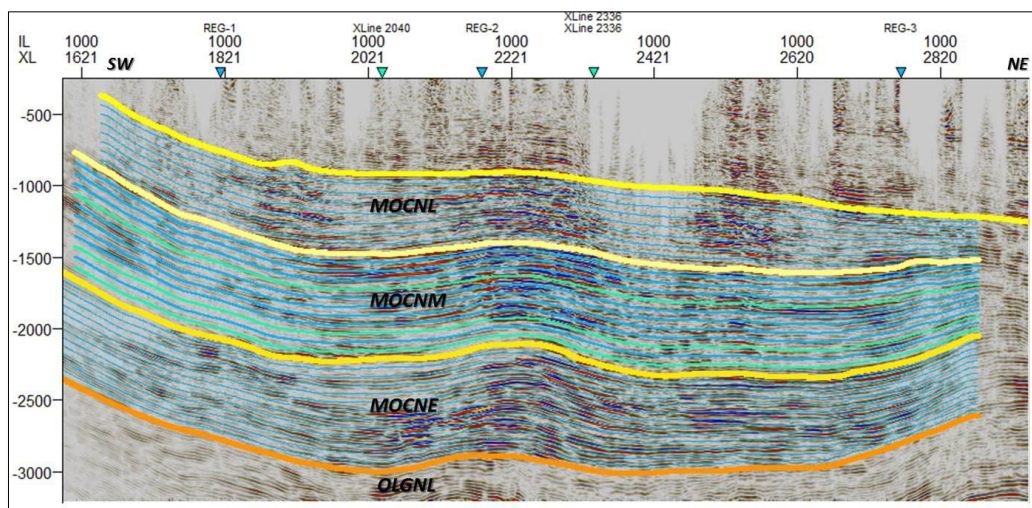 XLine 2336
REG-1 XLine 2040 REG-2 XLine 2336 REG-3
IL 1000 1000 1000 1000 1000 1000 1000
XL 1621 1821 2021 2221 2421 2620 2820
SW NE
-500
-1000
MOCNL
-1500
MOCNM
-2000
-2500
MOCNE
-3000
OLGNL